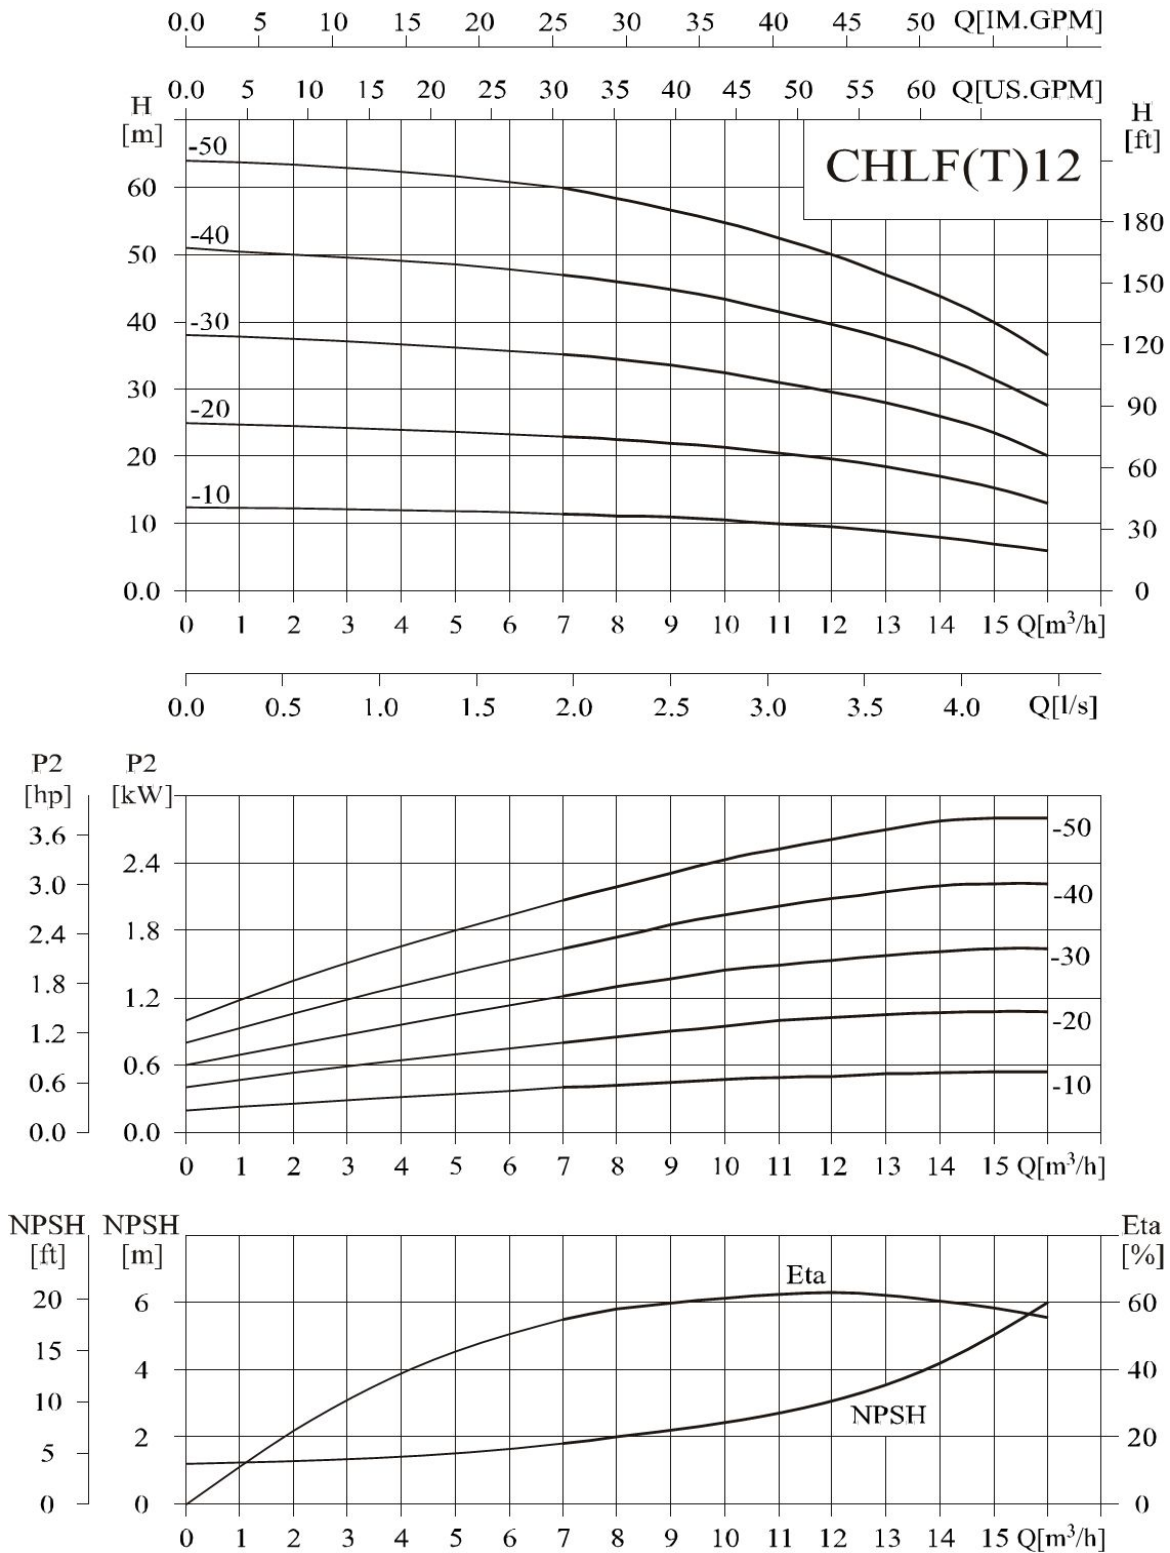 0.0 5 10 15 20 25 30 35 40 45 50 Q[IM.GPM]
0.0 5 10 15 20 25 30 35 40 45 50 55 60 Q[US.GPM]
H
[m]
H
[ft]
CHLF(T)12
-50
60
180
-40
50
150
-30
40
120
30
90
-20
20
60
-10
10
30
0.0
0
0 1 2 3 4 5 6 7 8 9 10 11 12 13 14 15 Q[m³/h]
0.0 0.5 1.0 1.5 2.0 2.5 3.0 3.5 4.0 Q[l/s]
P2
[hp]
P2
[kW]
3.6
-50
2.4
3.0
-40
2.4
1.8
-30
1.8
1.2
-20
1.2
0.6
-10
0.6
0.0
0.0
0 1 2 3 4 5 6 7 8 9 10 11 12 13 14 15 Q[m³/h]
NPSH
[ft]
NPSH
[m]
Eta
[%]
Eta
20
6
60
15
4
40
10
NPSH
2
20
5
0
0
0
0 1 2 3 4 5 6 7 8 9 10 11 12 13 14 15 Q[m³/h]